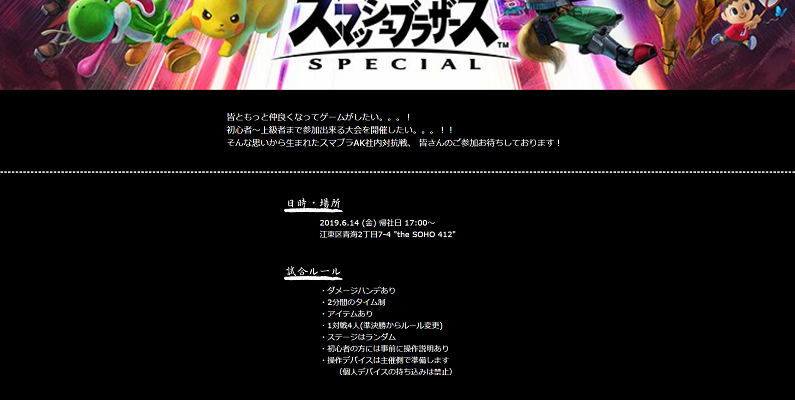 スマッシュブラザーズ™
SPECIAL
皆ともっと仲良くなってゲームがしたい。。。！
初心者～上級者まで参加出来る大会を開催したい。。。！！
そんな思いから生まれたスマブラAK社内対抗戦、 皆さんのご参加お待ちしております！
日時・場所
2019.6.14 (金) 帰社日 17:00～
江東区青海2丁目7-4 "the SOHO 412"
試合ルール
・ダメージハンデあり
・2分間のタイム制
・アイテムあり
・1対戦4人(準決勝からルール変更)
・ステージはランダム
・初心者の方には事前に操作説明あり
・操作デバイスは主催側で準備します
（個人デバイスの持ち込みは禁止）